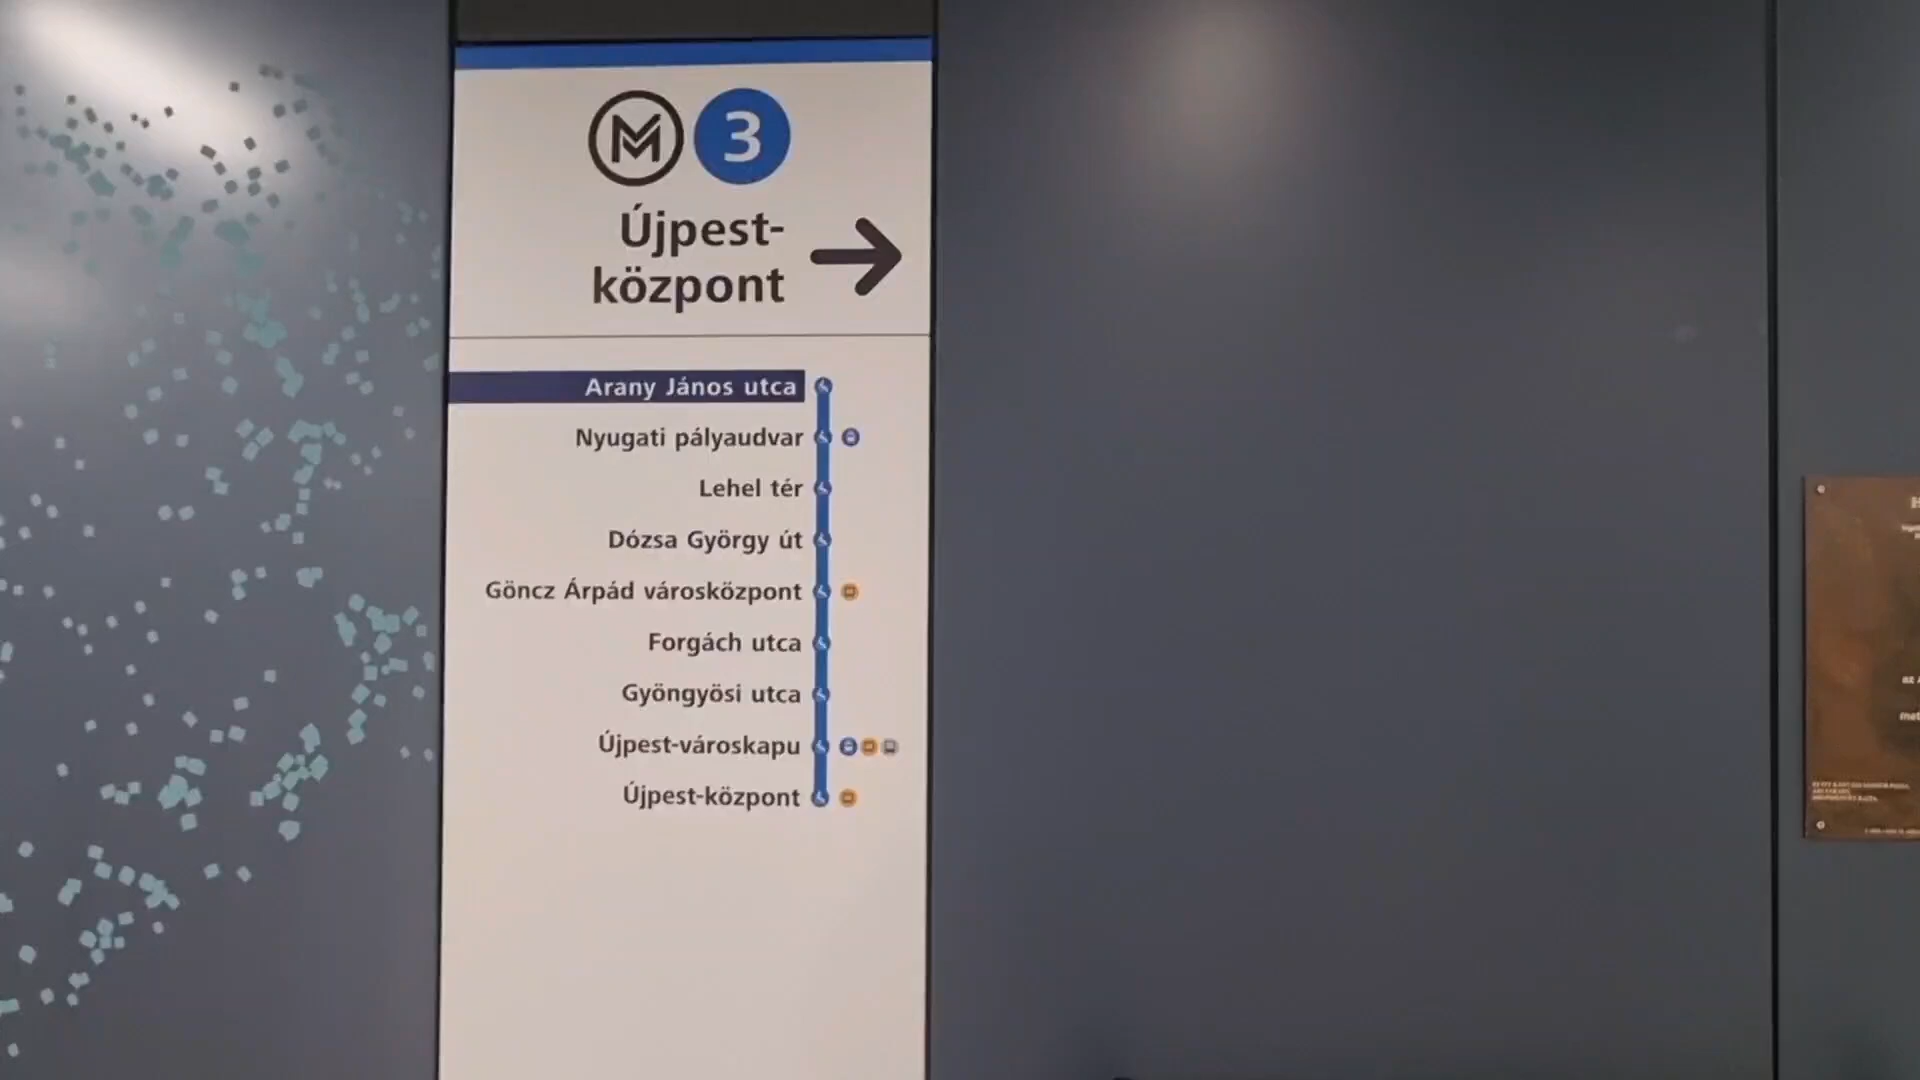 M 3
Újpest-
központ
Arany János utca
Nyugati pályaudvar
Lehel tér
Dózsa György út
Göncz Árpád városközpont
Forgách utca
Gyöngyösi utca
Újpest-városkapu
Újpest-központ